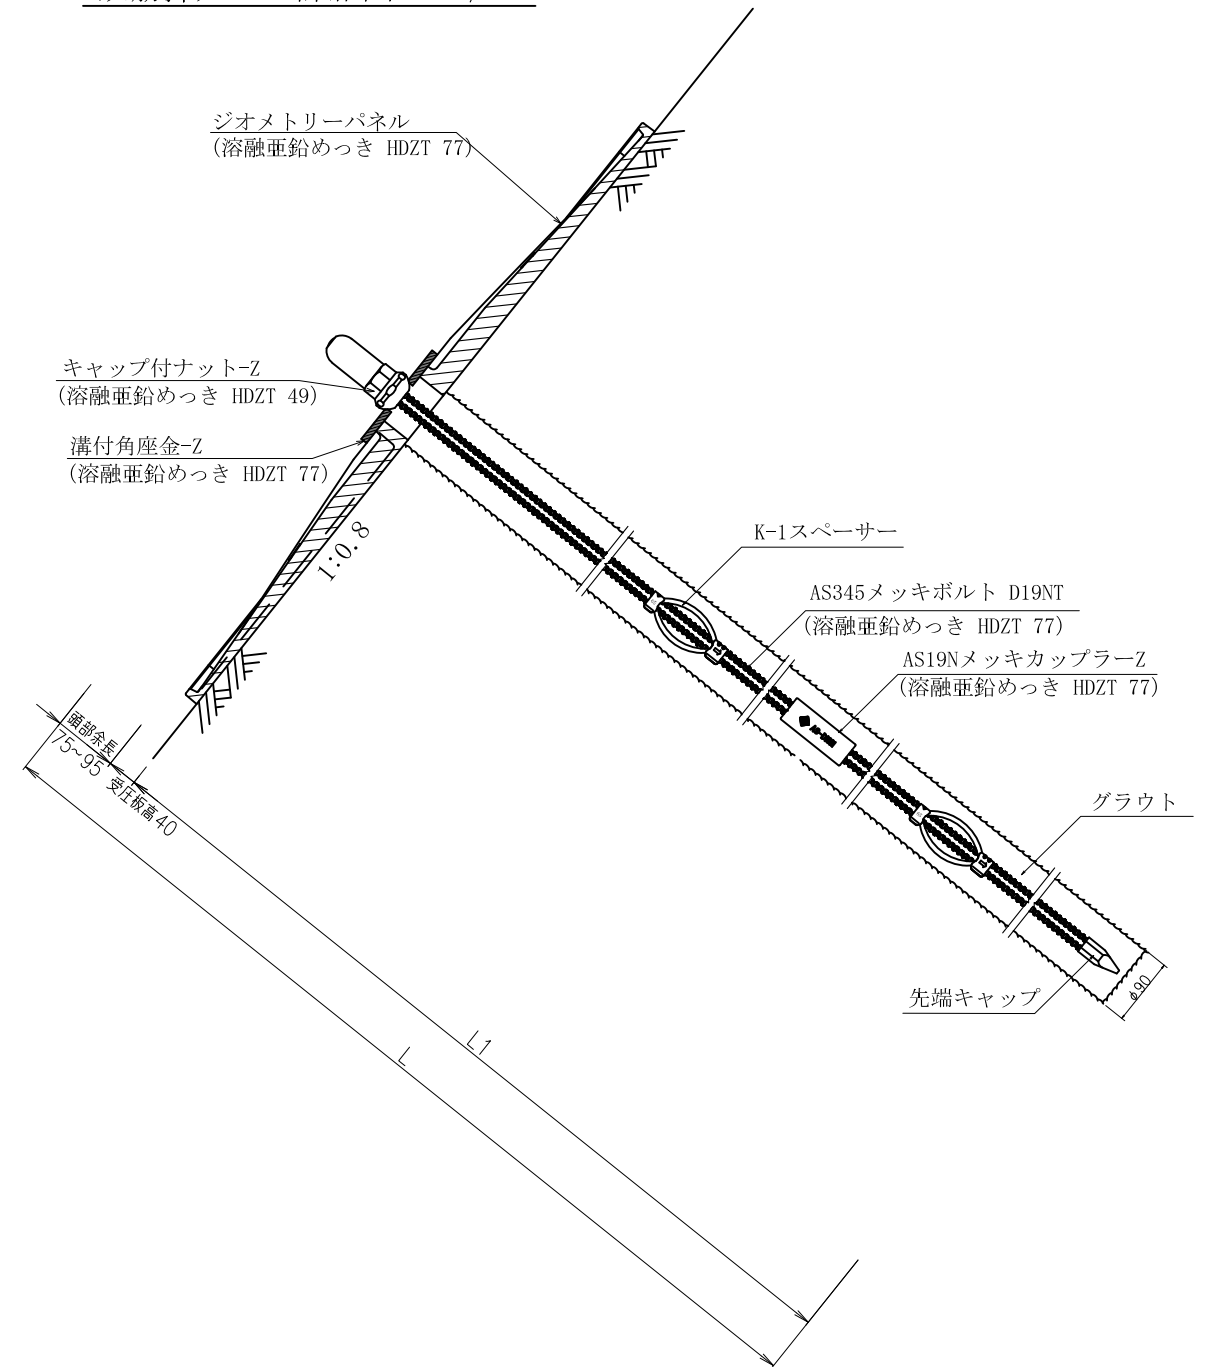 ジオメトリーパネル
(溶融亜鉛めっき HDZT 77)
キャップ付ナット-Z
(溶融亜鉛めっき HDZT 49)
溝付角座金-Z
(溶融亜鉛めっき HDZT 77)
1:0.8
K-1スペーサー
AS345メッキボルト D19NT
(溶融亜鉛めっき HDZT 77)
AS19NメッキカップラーZ
(溶融亜鉛めっき HDZT 77)
頭部余長
75~95
受圧板高40
グラウト
先端キャップ
φ90
L1
L